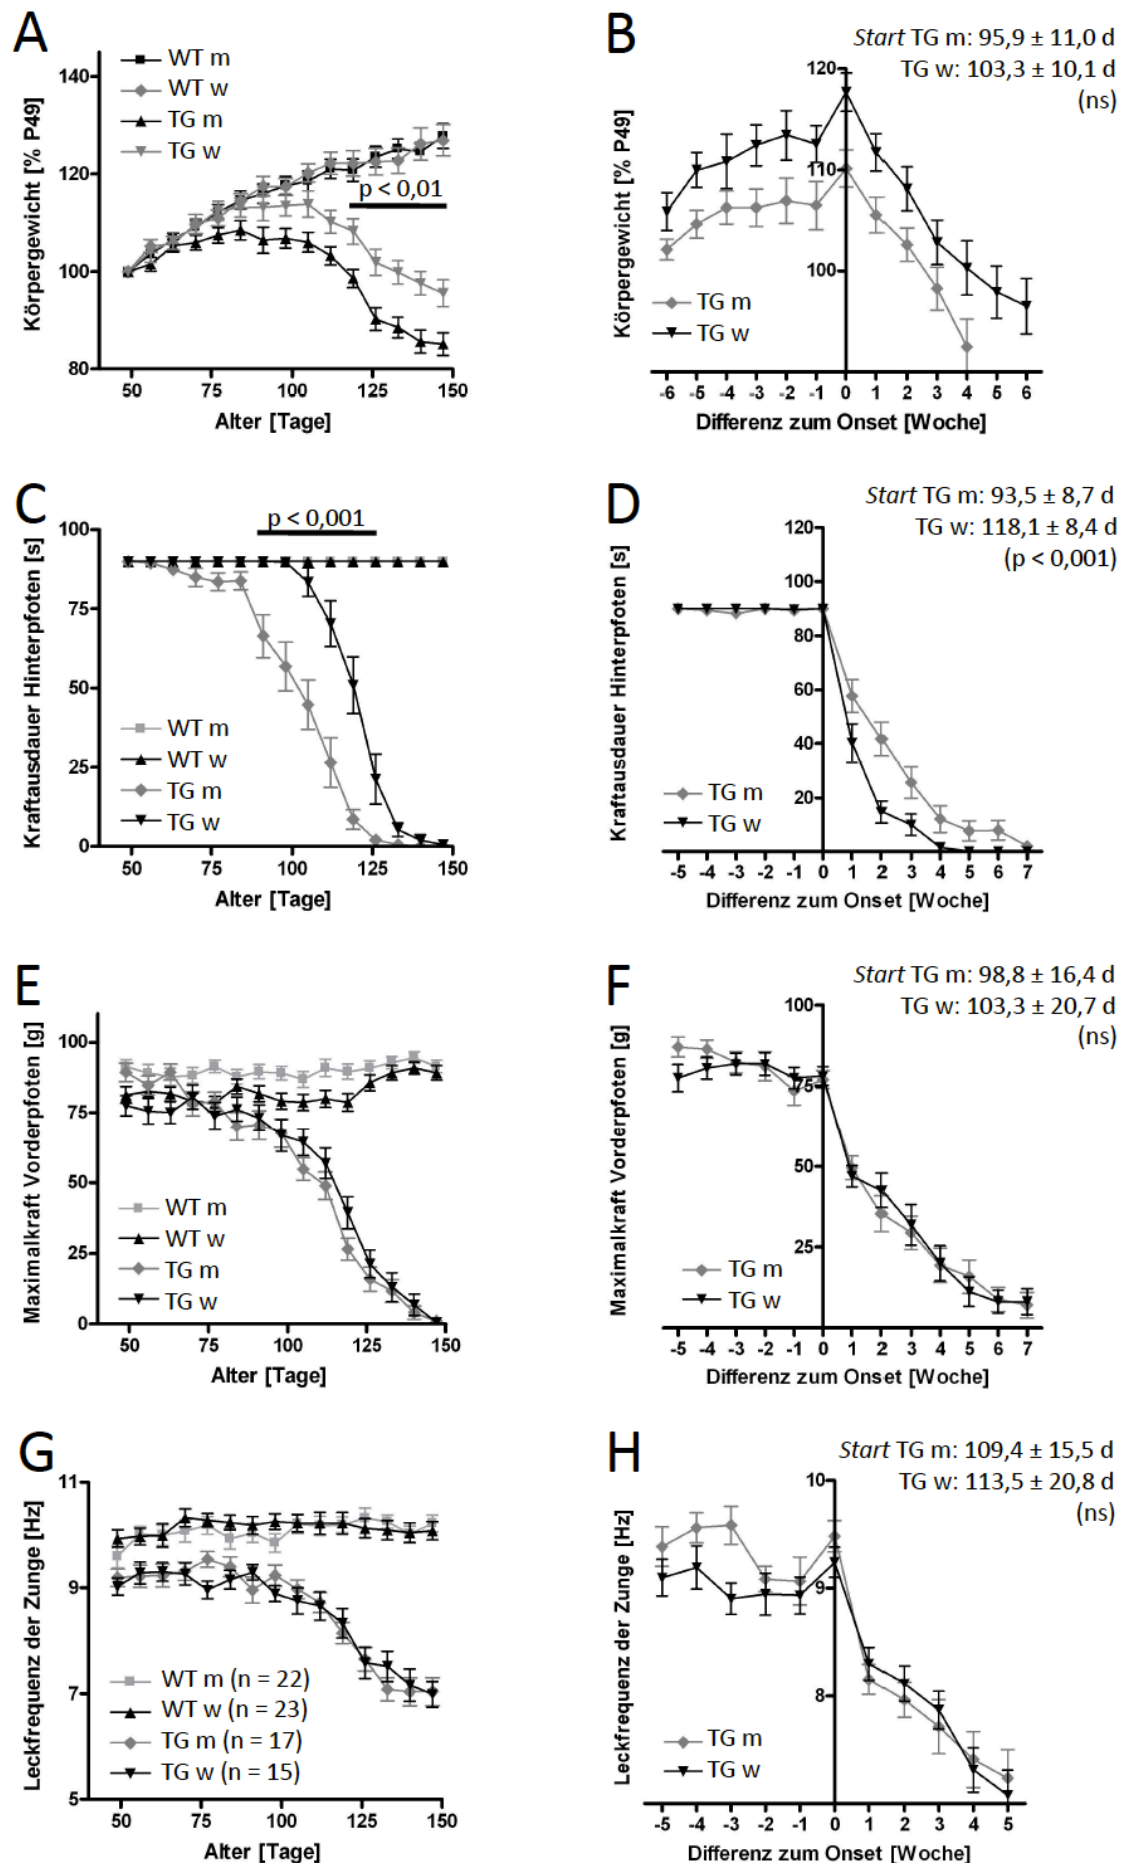 A
WT m
WT w
TG m
TG w
p < 0,01
140
120
100
80
Körpergewicht [% P49]
50 75 100 125 150
Alter [Tage]
B
Start TG m: 95,9 ± 11,0 d
TG w: 103,3 ± 10,1 d
(ns)
120
110
100
Körpergewicht [% P49]
TG m
TG w
-6 -5 -4 -3 -2 -1 0 1 2 3 4 5 6
Differenz zum Onset [Woche]
C
p < 0,001
100
75
50
25
0
Kraftausdauer Hinterpfoten [s]
WT m
WT w
TG m
TG w
50 75 100 125 150
Alter [Tage]
D
Start TG m: 93,5 ± 8,7 d
TG w: 118,1 ± 8,4 d
(p < 0,001)
120
100
80
60
40
20
Kraftausdauer Hinterpfoten [s]
TG m
TG w
-5 -4 -3 -2 -1 0 1 2 3 4 5 6 7
Differenz zum Onset [Woche]
E
100
75
50
25
0
Maximalkraft Vorderpfoten [g]
WT m
WT w
TG m
TG w
50 75 100 125 150
Alter [Tage]
F
Start TG m: 98,8 ± 16,4 d
TG w: 103,3 ± 20,7 d
(ns)
100
75
50
25
Maximalkraft Vorderpfoten [g]
TG m
TG w
-5 -4 -3 -2 -1 0 1 2 3 4 5 6 7
Differenz zum Onset [Woche]
G
11
9
7
5
Leckfrequenz der Zunge [Hz]
WT m (n = 22)
WT w (n = 23)
TG m (n = 17)
TG w (n = 15)
50 75 100 125 150
Alter [Tage]
H
Start TG m: 109,4 ± 15,5 d
TG w: 113,5 ± 20,8 d
(ns)
10
9
8
Leckfrequenz der Zunge [Hz]
TG m
TG w
-5 -4 -3 -2 -1 0 1 2 3 4 5
Differenz zum Onset [Woche]